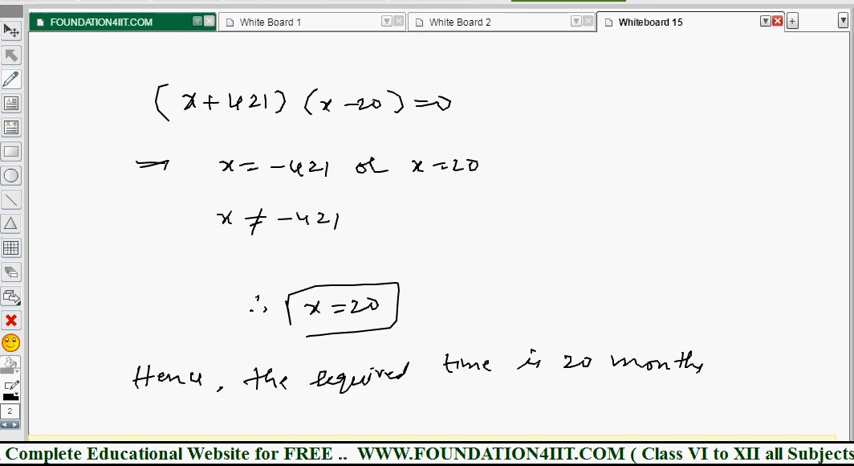 FOUNDATION4IIT.COM White Board 1 White Board 2 Whiteboard 15
(x+421) (x-20)=0
⇒ x=-421 or x=20
x≠-421
∴ x=20
Hence, the required time is 20 months
2
Complete Educational Website for FREE .. WWW.FOUNDATION4IIT.COM ( Class VI to XII all Subjects